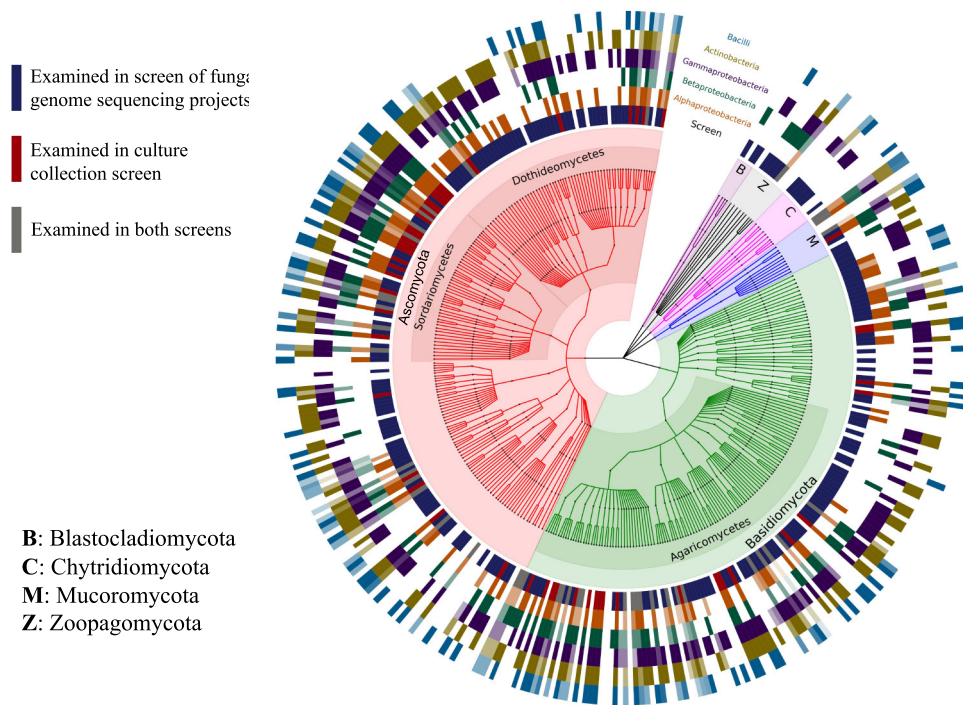 Examined in screen of funga
genome sequencing projects
Examined in culture
collection screen
Examined in both screens
B: Blastocladiomycota
C: Chytridiomycota
M: Mucoromycota
Z: Zoopagomycota
Bacilli
Actinobacteria
Gammaproteobacteria
Betaproteobacteria
Alphaproteobacteria
Screen
B
Z
C
M
Dothideomycetes
Sordariomycetes
Ascomycota
Agaricomycetes
Basidiomycota